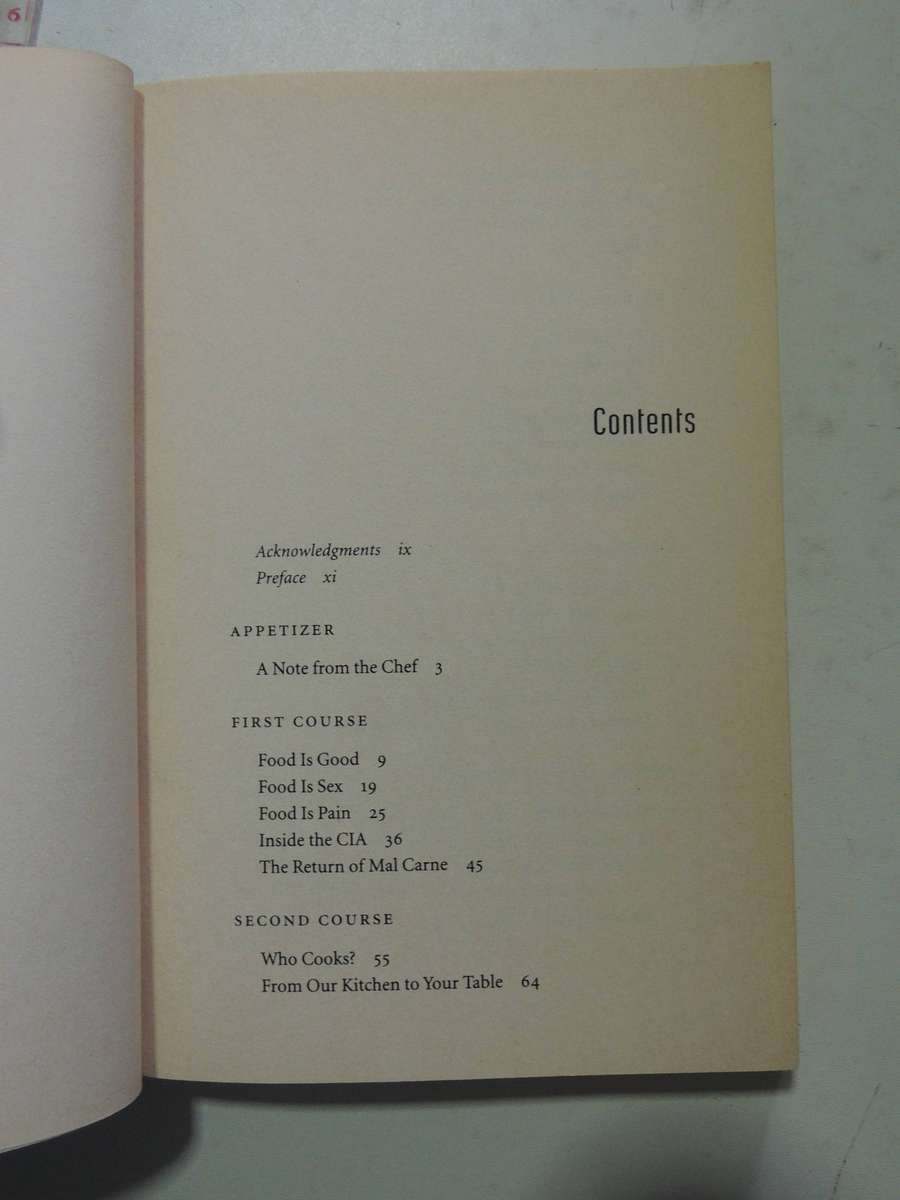 6
Contents
Acknowledgments ix
Preface xi
APPETIZER
A Note from the Chef 3
FIRST COURSE
Food Is Good 9
Food Is Sex 19
Food Is Pain 25
Inside the CIA 36
The Return of Mal Carne 45
SECOND COURSE
Who Cooks? 55
From Our Kitchen to Your Table 64